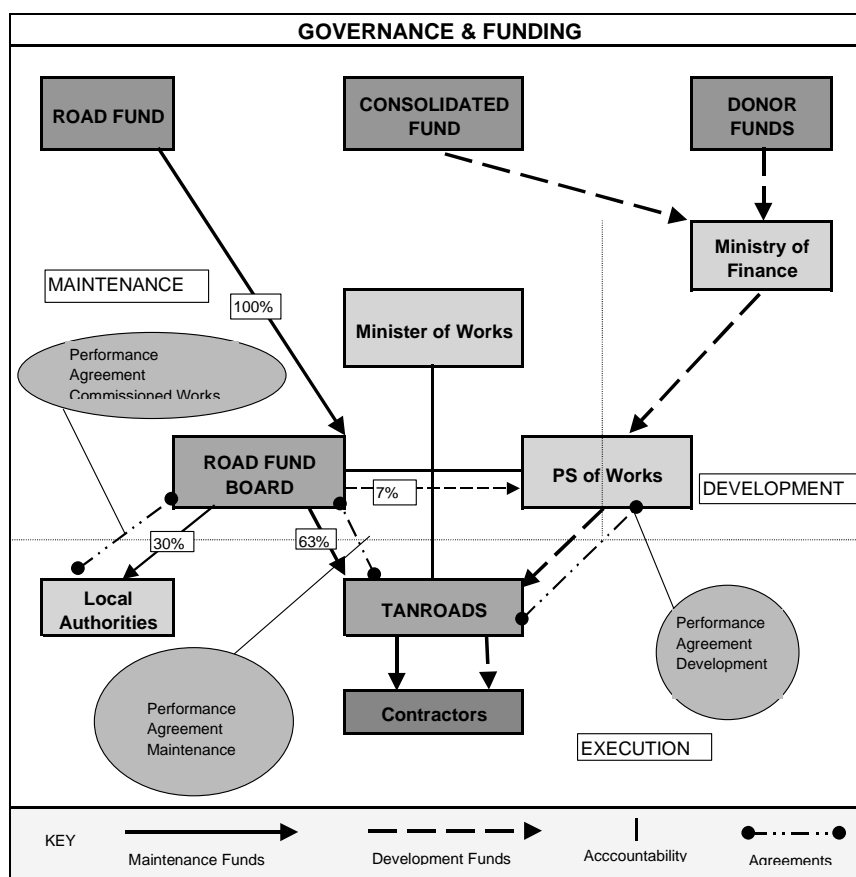 GOVERNANCE & FUNDING
ROAD FUND
CONSOLIDATED
FUND
DONOR
FUNDS
Ministry of
Finance
MAINTENANCE
100%
Minister of Works
Performance
Agreement
Commissioned Works
ROAD FUND
BOARD
7%
PS of Works
DEVELOPMENT
30%
63%
Local
Authorities
TANROADS
Performance
Agreement
Development
Performance
Agreement
Maintenance
Contractors
EXECUTION
KEY
Maintenance Funds
Development Funds
Acccountability
Agreements